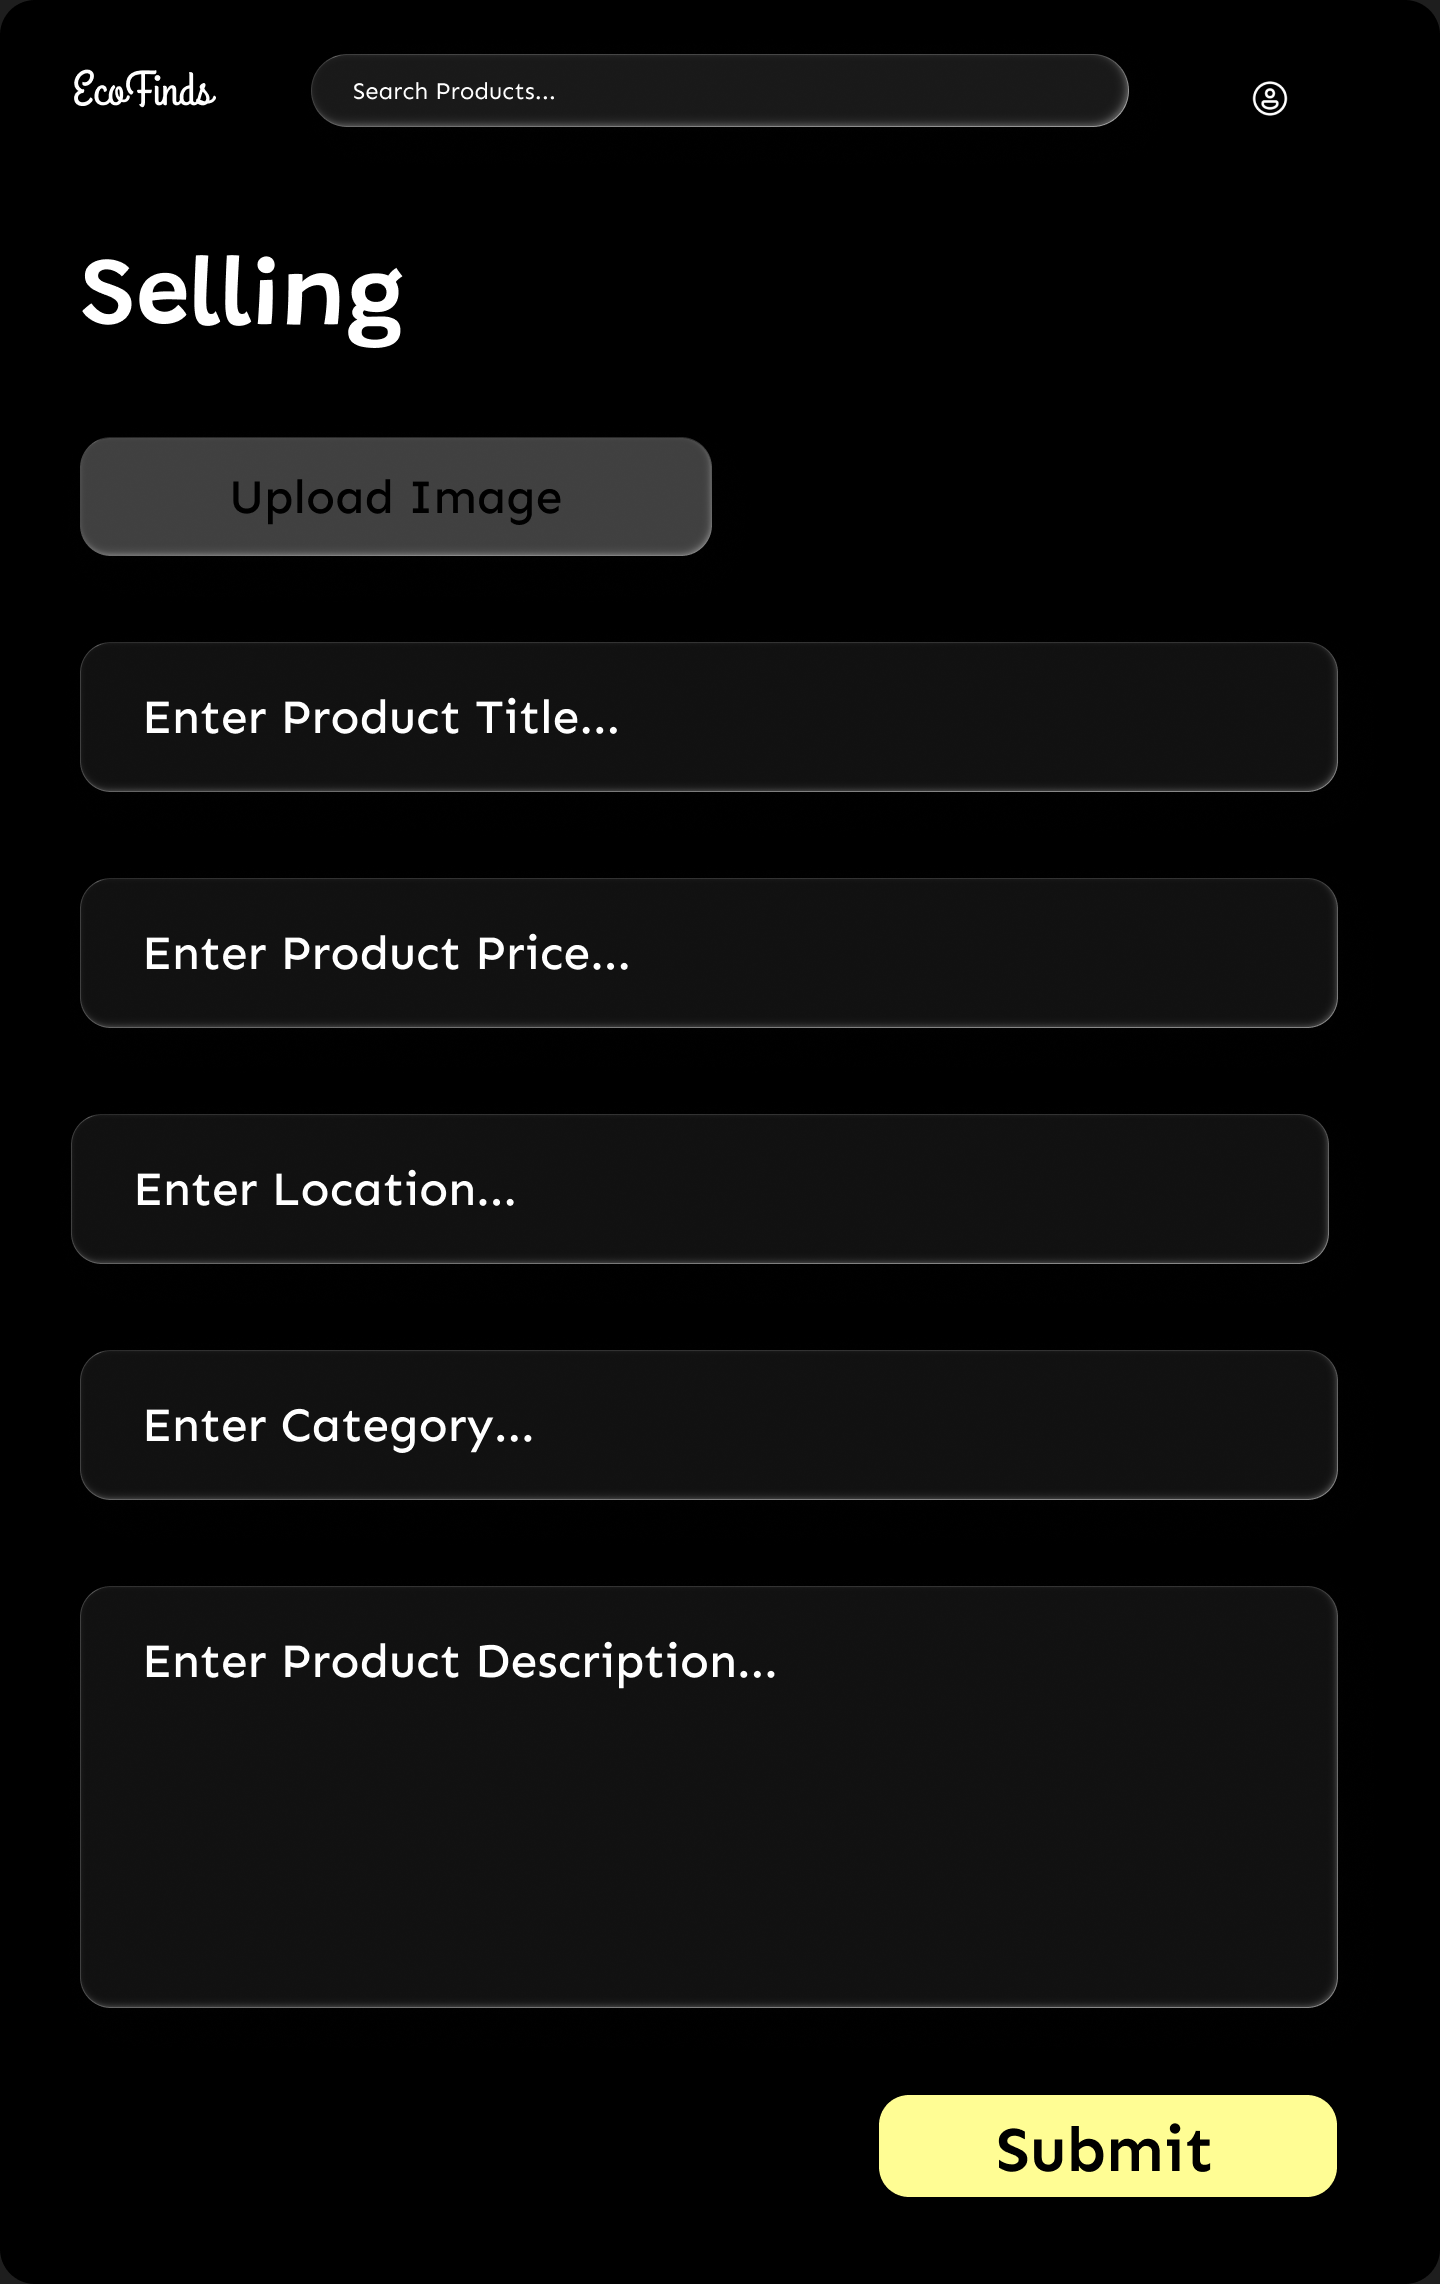 EcoFinds
Search Products...
Selling
Upload Image
Enter Product Title...
Enter Product Price...
Enter Location...
Enter Category...
Enter Product Description...
Submit